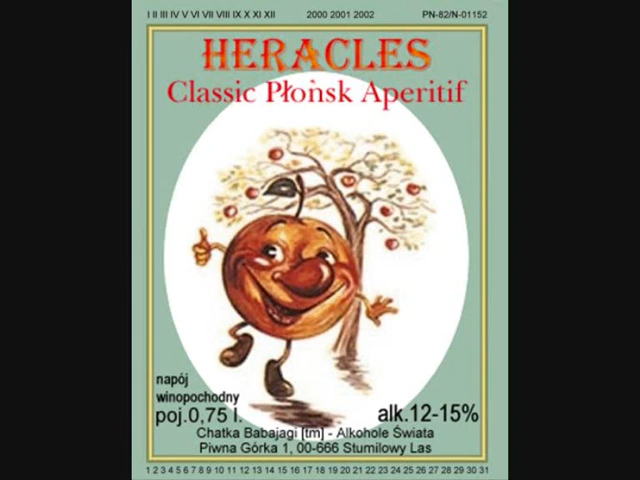 I II III IV V VI VII VIII IX X XI XII 2000 2001 2002 PN-82/N-01152
HERACLES
Classic Płońsk Aperitif
napój
winopochodny
poj.0,75 l. alk.12-15%
Chatka Babajagi [tm] - Alkohole Świata
Piwna Górka 1, 00-666 Stumilowy Las
1 2 3 4 5 6 7 8 9 10 11 12 13 14 15 16 17 18 19 20 21 22 23 24 25 26 27 28 29 30 31